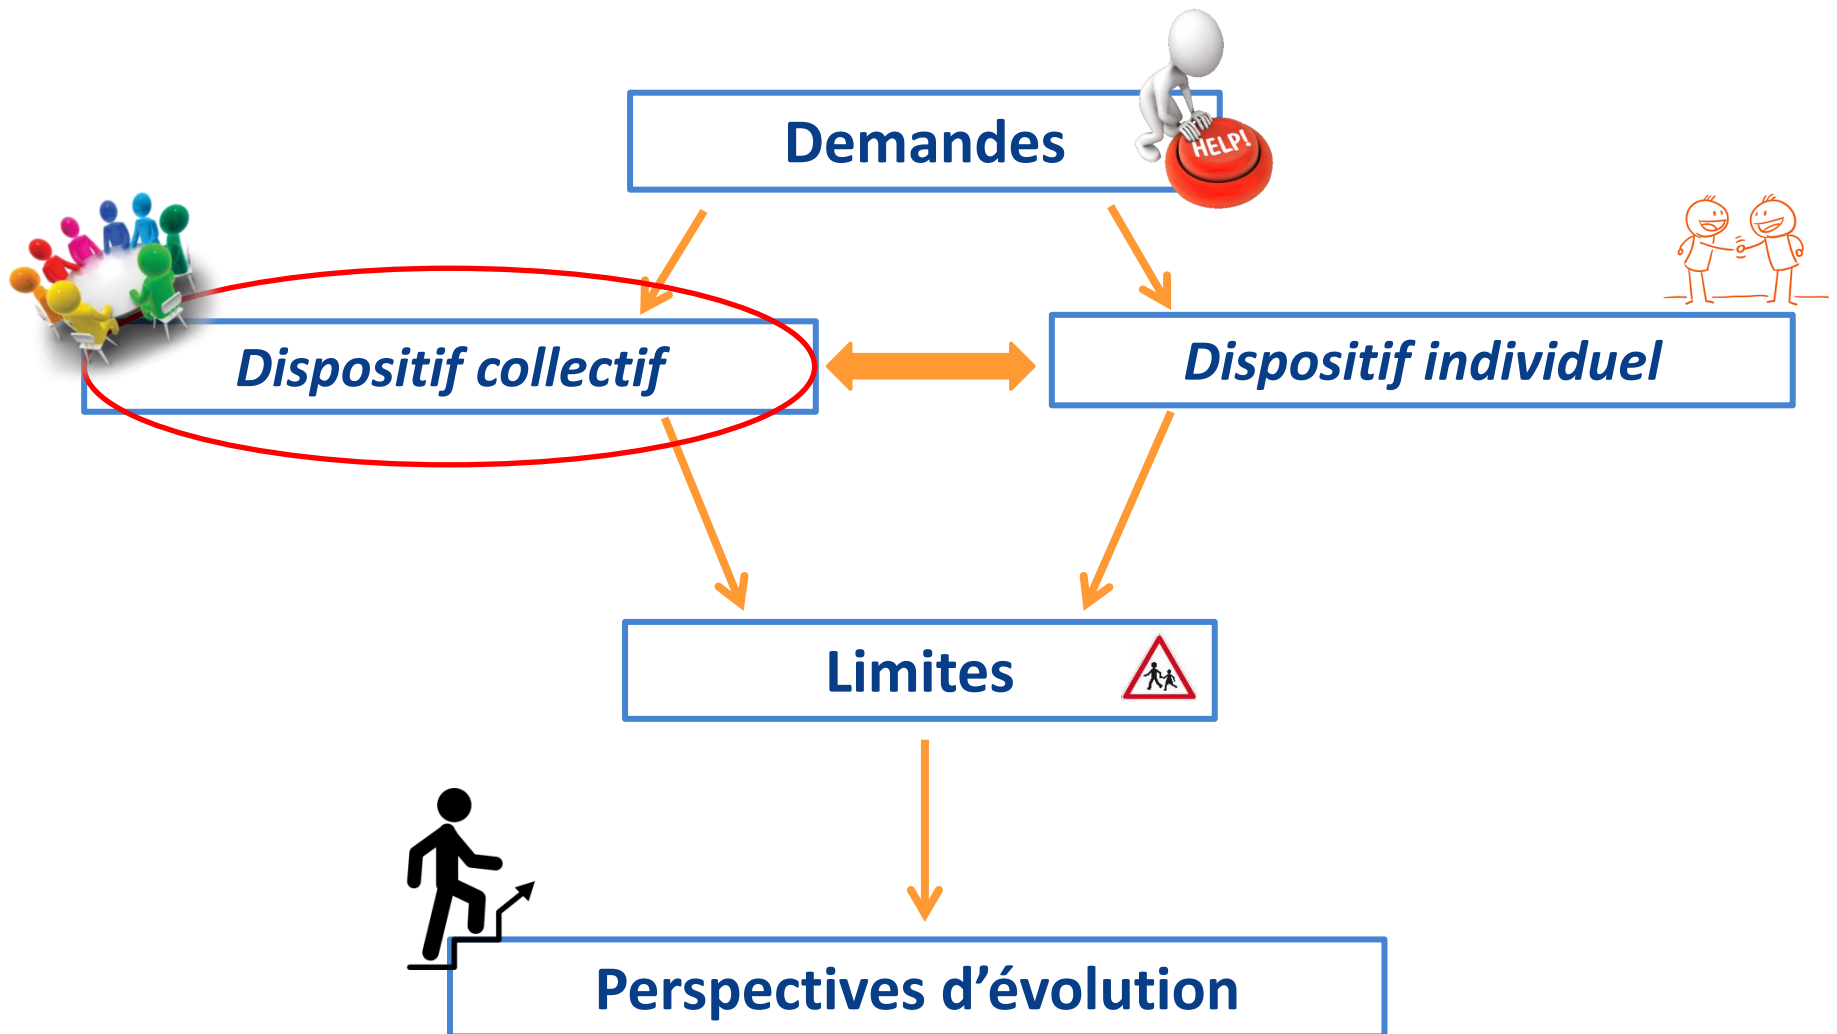 Demandes
HELP!
Dispositif collectif
Dispositif individuel
Limites
Perspectives d’évolution